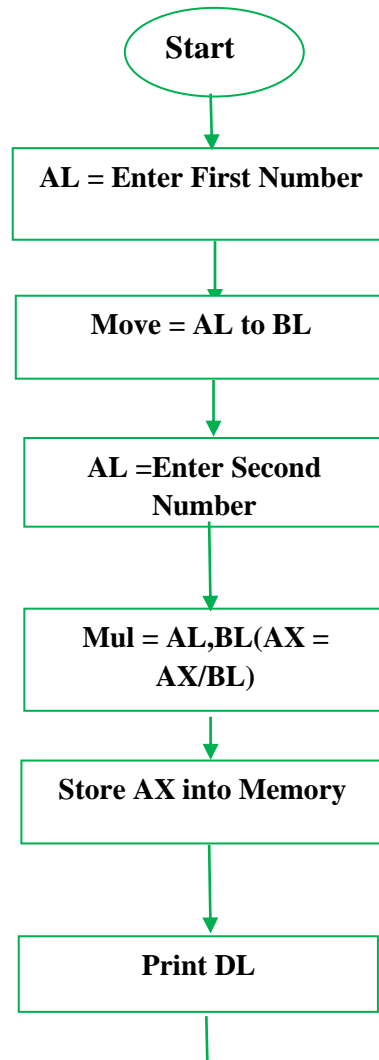 Start
AL = Enter First Number
Move = AL to BL
AL =Enter Second
Number
Mul = AL,BL(AX =
AX/BL)
Store AX into Memory
Print DL